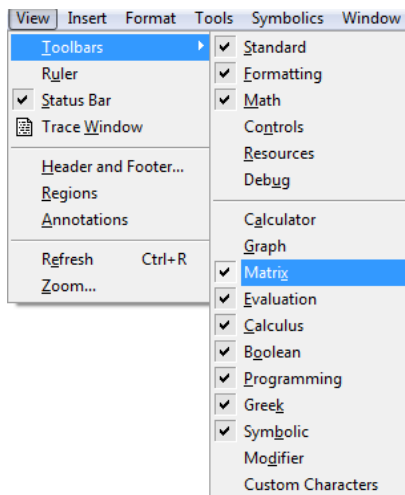 View Insert Format Tools Symbolics Window
Toolbars
Ruler
Status Bar
Trace Window
Header and Footer...
Regions
Annotations
Refresh Ctrl+R
Zoom...
Standard
Formatting
Math
Controls
Resources
Debug
Calculator
Graph
Matrix
Evaluation
Calculus
Boolean
Programming
Greek
Symbolic
Modifier
Custom Characters